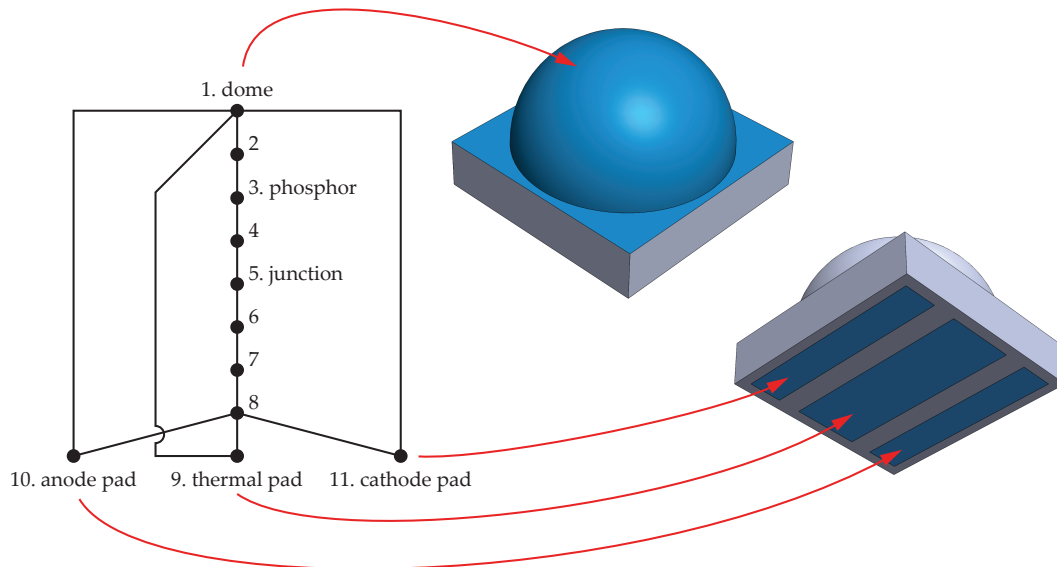 1. dome
2
3. phosphor
4
5. junction
6
7
8
10. anode pad
9. thermal pad
11. cathode pad